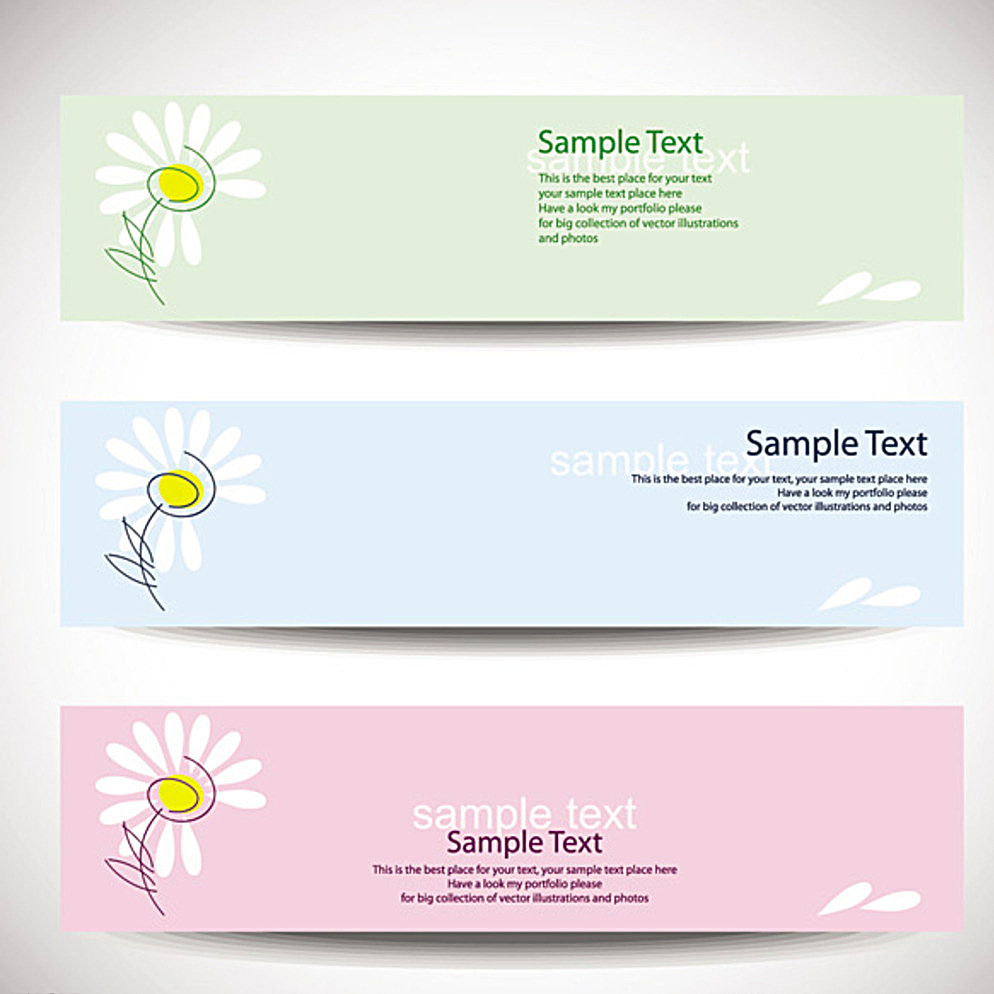 Sample Text
sample text
This is the best place for your text
your sample text place here
Have a look my portfolio please
for big collection of vector illustrations
and photos
Sample Text
sample text
This is the best place for your text, your sample text place here
Have a look my portfolio please
for big collection of vector illustrations and photos
sample text
Sample Text
This is the best place for your text, your sample text place here
Have a look my portfolio please
for big collection of vector illustrations and photos